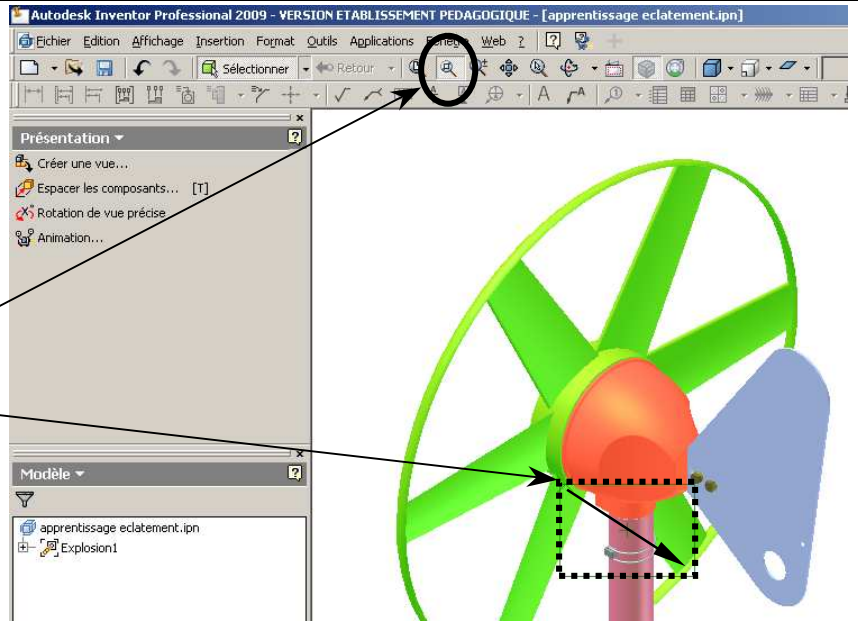 Autodesk Inventor Professional 2009 - VERSION ETABLISSEMENT PEDAGOGIQUE - [apprentissage eclatement.ipn]
Fichier Edition Affichage Insertion Format Outils Applications Fenêtre Web ?
Sélectionner Retour
A
Présentation
Créer une vue...
Espacer les composants... [T]
Rotation de vue précise
Animation...
Modèle
apprentissage eclatement.ipn
Explosion1